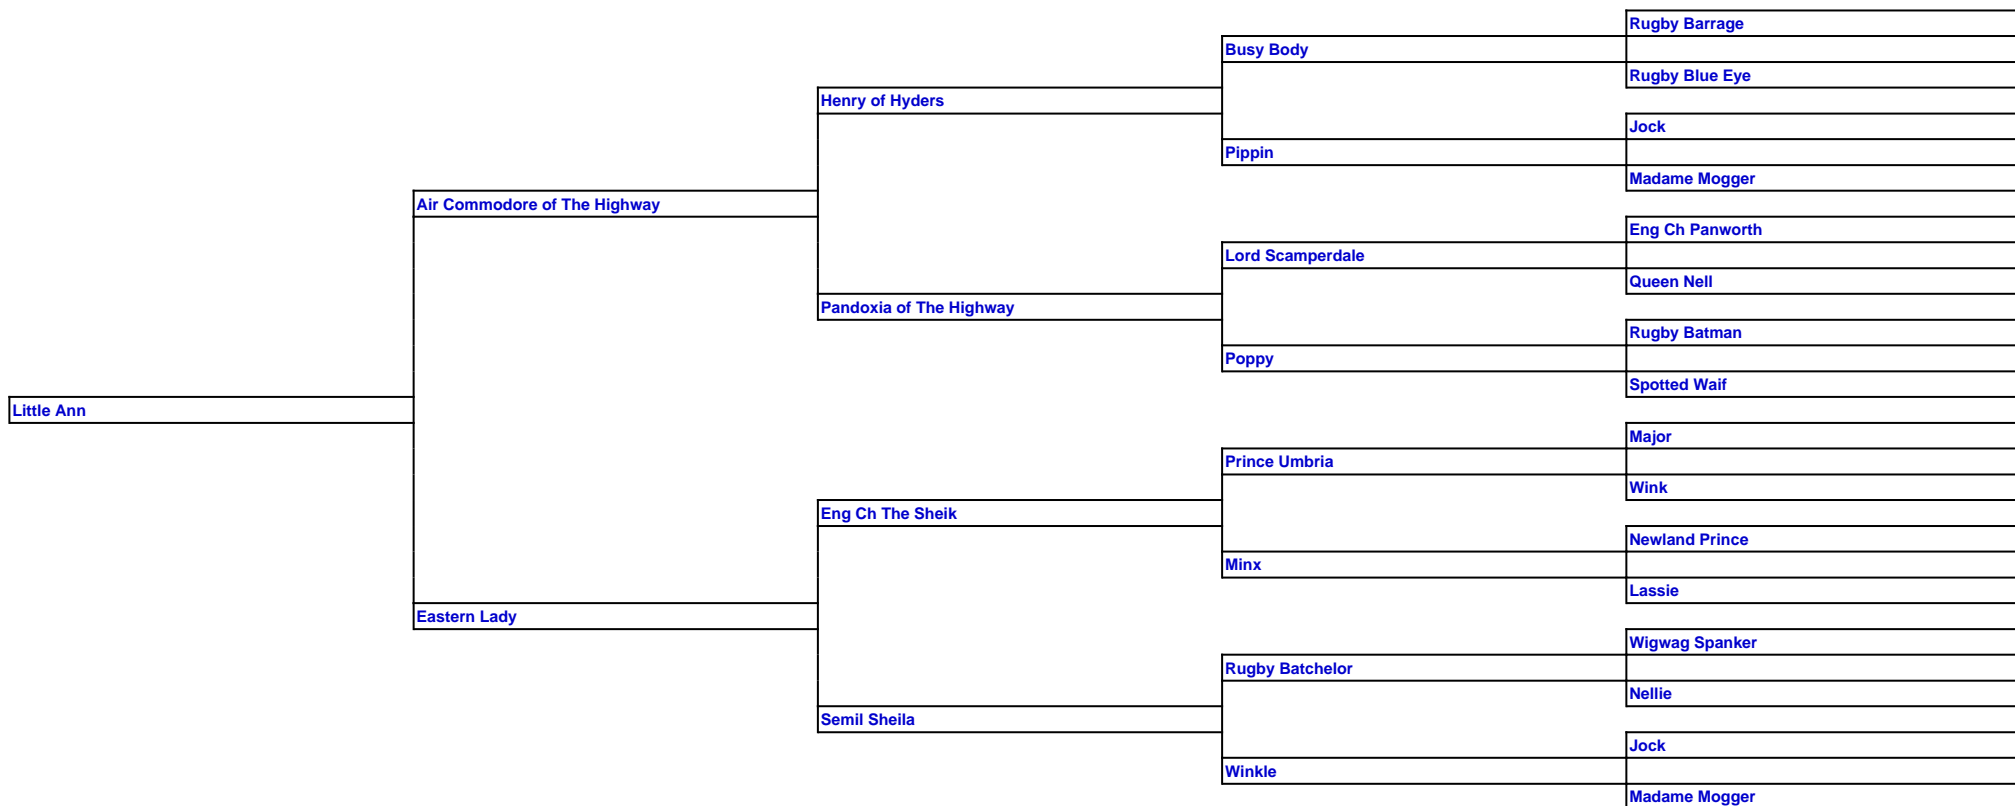 Rugby Barrage
Busy Body
Rugby Blue Eye
Henry of Hyders
Jock
Pippin
Madame Mogger
Air Commodore of The Highway
Eng Ch Panworth
Lord Scamperdale
Queen Nell
Pandoxia of The Highway
Rugby Batman
Poppy
Spotted Waif
Little Ann
Major
Prince Umbria
Wink
Eng Ch The Sheik
Newland Prince
Minx
Lassie
Eastern Lady
Wigwag Spanker
Rugby Batchelor
Nellie
Semil Sheila
Jock
Winkle
Madame Mogger